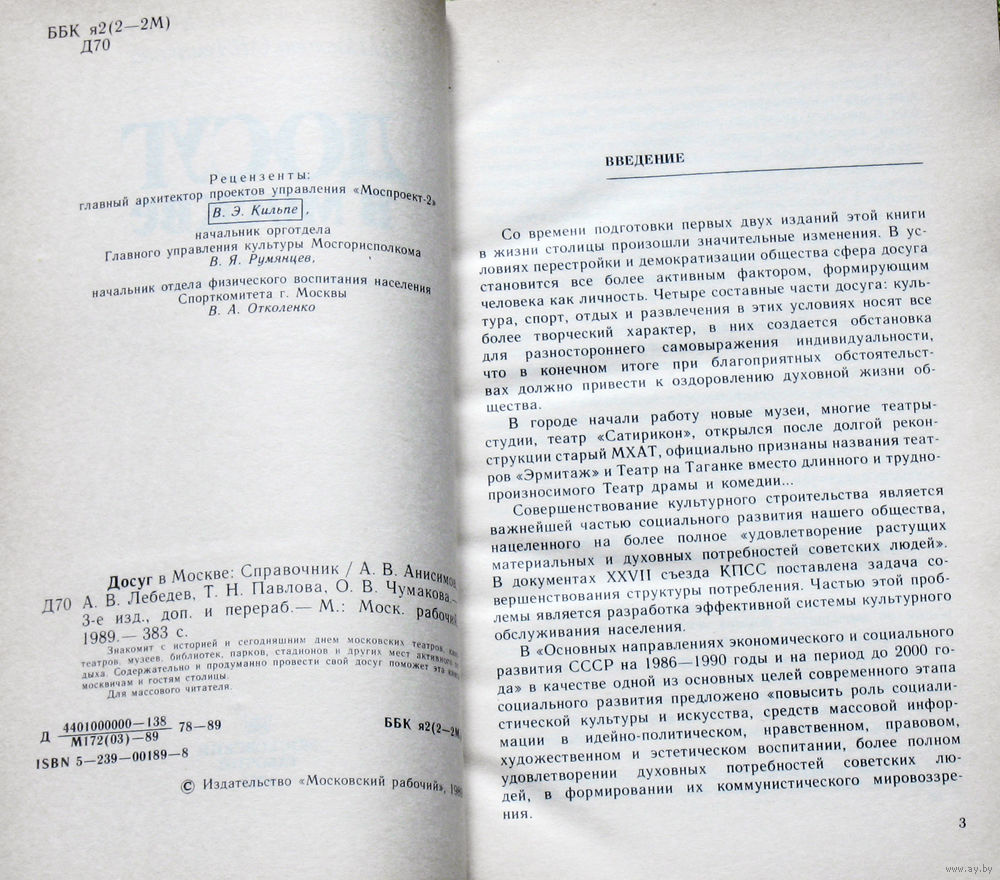 ББК я2(2—2М)
Д70
Рецензенты:
главный архитектор проектов управления «Моспроект-2»
В. Э. Кильпе,
начальник орготдела
Главного управления культуры Мосгорисполкома
В. Я. Румянцев,
начальник отдела физического воспитания населения
Спорткомитета г. Москвы
В. А. Отколенко
Досуг в Москве: Справочник / А. В. Анисимов,
Д70 А. В. Лебедев, Т. Н. Павлова, О. В. Чумакова.—
3-е изд., доп. и перераб.— М.: Моск. рабочий,
1989.— 383 с.
Знакомит с историей и сегодняшним днем московских театров,
театров, музеев, библиотек, парков, стадионов и других мест активного
дыха. Содержательно и продуманно провести свой досуг поможет эта
москвичам и гостям столицы.
Для массового читателя.
Д 4401000000—138
М172(03)—89 78—89
ББК я2(2—2М
ISBN 5—239—00189—8
© Издательство «Московский рабочий», 198
ВВЕДЕНИЕ
Со времени подготовки первых двух изданий этой книги
в жизни столицы произошли значительные изменения. В ус-
ловиях перестройки и демократизации общества сфера досуга
становится все более активным фактором, формирующим
человека как личность. Четыре составные части досуга: куль-
тура, спорт, отдых и развлечения в этих условиях носят все
более творческий характер, в них создается обстановка
для разностороннего самовыражения индивидуальности,
что в конечном итоге при благоприятных обстоятельст-
вах должно привести к оздоровлению духовной жизни об-
щества.
В городе начали работу новые музеи, многие театры-
студии, театр «Сатирикон», открылся после долгой рекон-
струкции старый МХАТ, официально признаны названия теат-
ров «Эрмитаж» и Театр на Таганке вместо длинного и трудно-
произносимого Театр драмы и комедии...
Совершенствование культурного строительства является
важнейшей частью социального развития нашего общества,
нацеленного на более полное «удовлетворение растущих
материальных и духовных потребностей советских людей».
В документах XXVII съезда КПСС поставлена задача со-
вершенствования структуры потребления. Частью этой проб-
лемы является разработка эффективной системы культурного
обслуживания населения.
В «Основных направлениях экономического и социального
развития СССР на 1986—1990 годы и на период до 2000 го-
да» в качестве одной из основных целей современного этапа
социального развития предложено «повысить роль социали-
стической культуры и искусства, средств массовой инфор-
мации в идейно-политическом, нравственном, правовом,
художественном и эстетическом воспитании, более полном
удовлетворении духовных потребностей советских лю-
дей, в формировании их коммунистического мировоззре-
ния.
3
www.ay.by